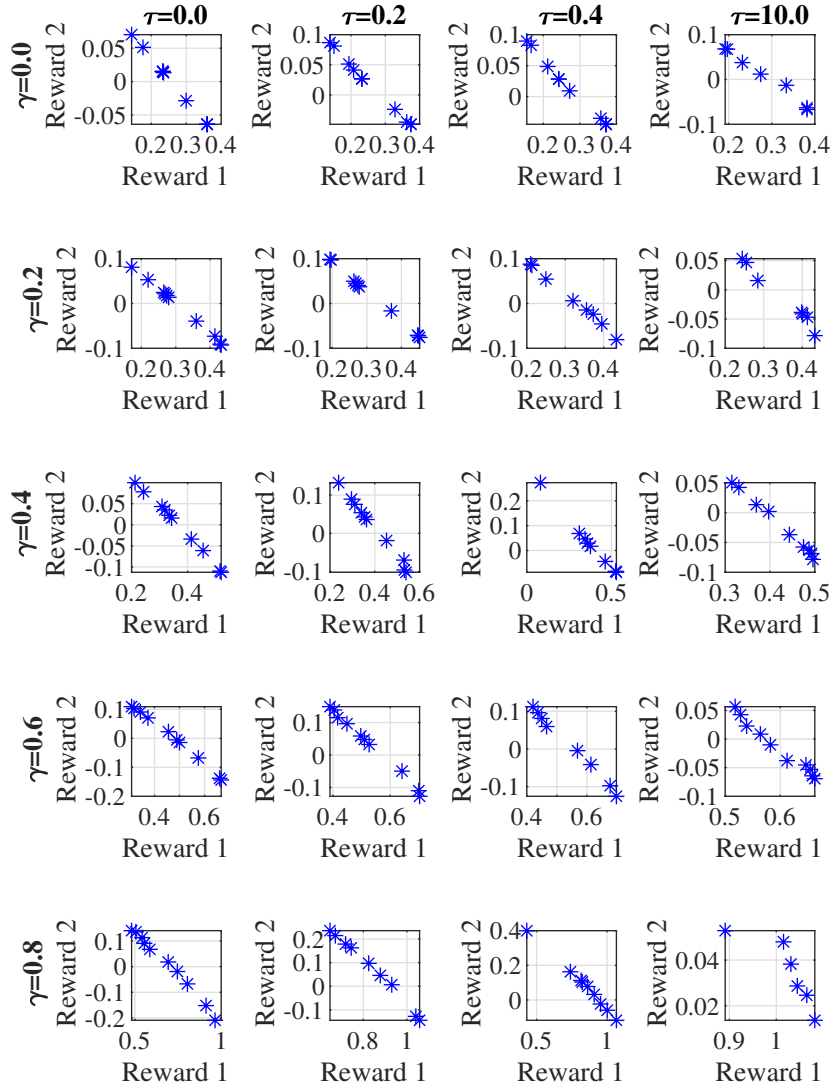 τ=0.0 τ=0.2 τ=0.4 τ=10.0
γ=0.0
Reward 2 0.05 0 -0.05 0.2 0.3 0.4 Reward 1
Reward 2 0.1 0 0.2 0.3 0.4 Reward 1
Reward 2 0.1 0 0.2 0.3 0.4 Reward 1
Reward 2 0.1 0 -0.1 0.2 0.3 0.4 Reward 1
γ=0.2
Reward 2 0.1 0 -0.1 0.2 0.3 0.4 Reward 1
Reward 2 0.1 0 -0.1 0.2 0.3 0.4 Reward 1
Reward 2 0.1 0 -0.1 0.2 0.3 0.4 Reward 1
Reward 2 0.05 0 -0.05 0.2 0.3 0.4 Reward 1
γ=0.4
Reward 2 0.05 0 -0.05 -0.1 0.2 0.4 Reward 1
Reward 2 0.1 0 -0.1 0.2 0.4 0.6 Reward 1
Reward 2 0.2 0.1 0 0 0.5 Reward 1
Reward 2 0.05 0 -0.05 -0.1 0.3 0.4 0.5 Reward 1
γ=0.6
Reward 2 0.1 0 -0.1 -0.2 0.4 0.6 Reward 1
Reward 2 0.1 0 -0.1 0.4 0.6 Reward 1
Reward 2 0.1 0 -0.1 0.4 0.6 Reward 1
Reward 2 0.05 0 -0.05 -0.1 0.5 0.6 Reward 1
γ=0.8
Reward 2 0.1 0 -0.1 -0.2 0.5 1 Reward 1
Reward 2 0.2 0.1 0 -0.1 0.8 1 Reward 1
Reward 2 0.4 0.2 0 0.5 1 Reward 1
Reward 2 0.04 0.02 0.9 1 Reward 1